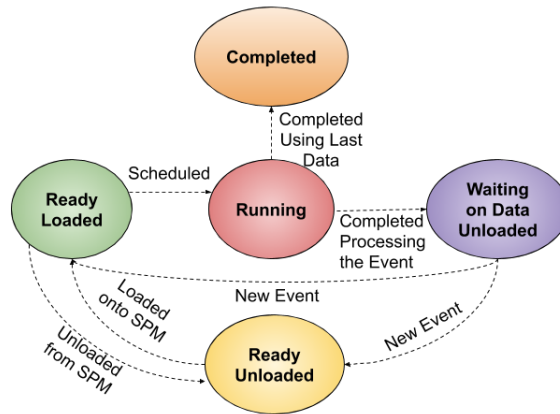 Completed
Completed
Using Last
Data
Scheduled
Ready
Loaded
Running
Waiting
on Data
Unloaded
Completed
Processing
the Event
New Event
Loaded
onto SPM
Unloaded
from SPM
New Event
Ready
Unloaded